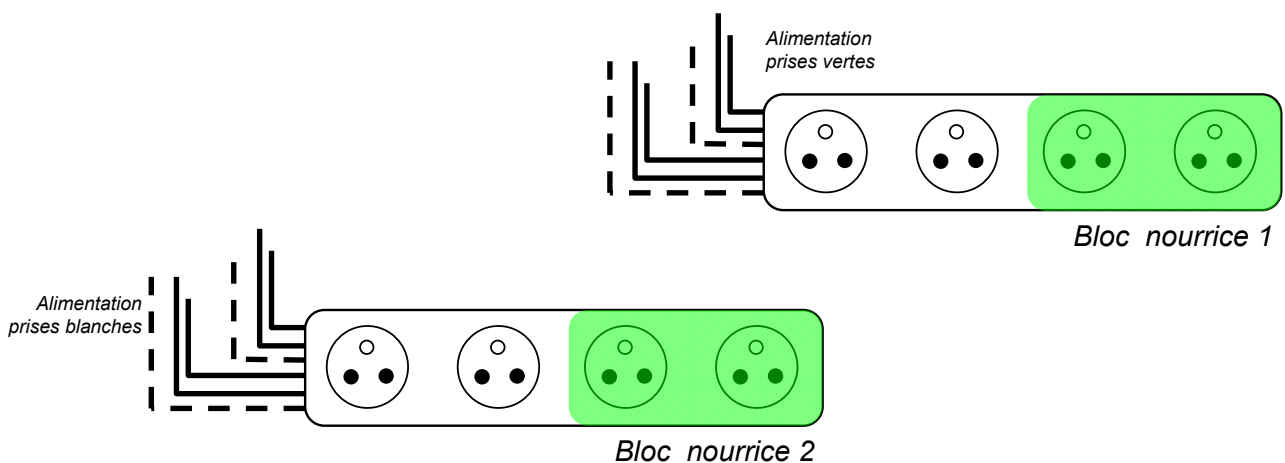 Alimentation
prises vertes
Bloc nourrice 1
Alimentation
prises blanches
Bloc nourrice 2